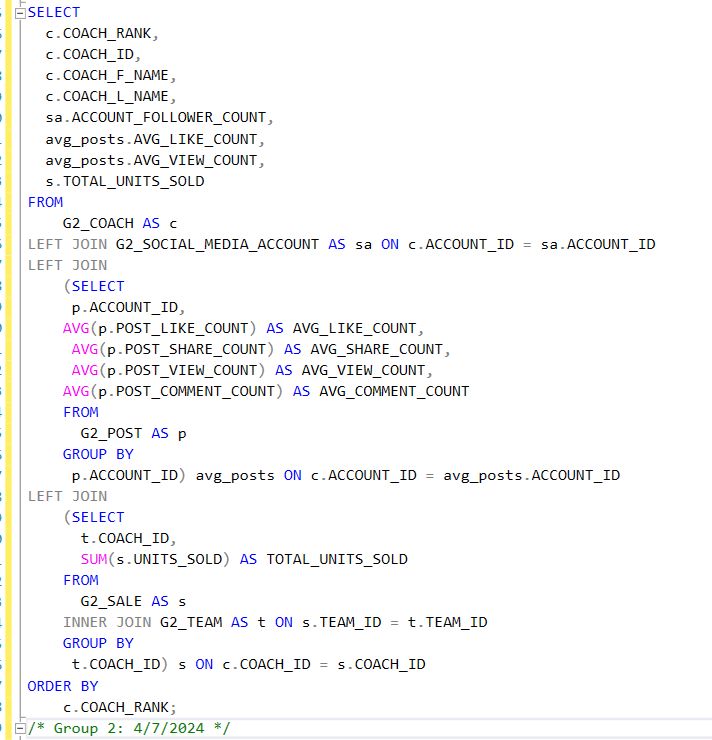 SELECT
c.COACH_RANK,
c.COACH_ID,
c.COACH_F_NAME,
c.COACH_L_NAME,
sa.ACCOUNT_FOLLOWER_COUNT,
avg_posts.AVG_LIKE_COUNT,
avg_posts.AVG_VIEW_COUNT,
s.TOTAL_UNITS_SOLD
FROM
G2_COACH AS c
LEFT JOIN G2_SOCIAL_MEDIA_ACCOUNT AS sa ON c.ACCOUNT_ID = sa.ACCOUNT_ID
LEFT JOIN
(SELECT
p.ACCOUNT_ID,
AVG(p.POST_LIKE_COUNT) AS AVG_LIKE_COUNT,
AVG(p.POST_SHARE_COUNT) AS AVG_SHARE_COUNT,
AVG(p.POST_VIEW_COUNT) AS AVG_VIEW_COUNT,
AVG(p.POST_COMMENT_COUNT) AS AVG_COMMENT_COUNT
FROM
G2_POST AS p
GROUP BY
p.ACCOUNT_ID) avg_posts ON c.ACCOUNT_ID = avg_posts.ACCOUNT_ID
LEFT JOIN
(SELECT
t.COACH_ID,
SUM(s.UNITS_SOLD) AS TOTAL_UNITS_SOLD
FROM
G2_SALE AS s
INNER JOIN G2_TEAM AS t ON s.TEAM_ID = t.TEAM_ID
GROUP BY
t.COACH_ID) s ON c.COACH_ID = s.COACH_ID
ORDER BY
c.COACH_RANK;
/* Group 2: 4/7/2024 */